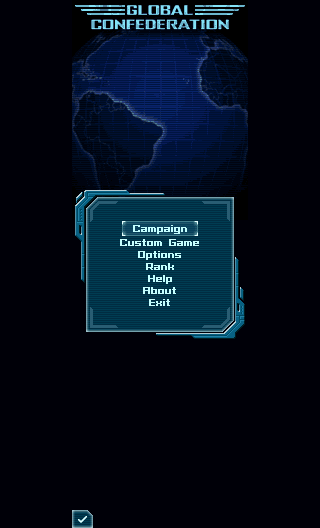 GLOBAL
CONFEDERATION
Campaign
Custom Game
Options
Rank
Help
About
Exit